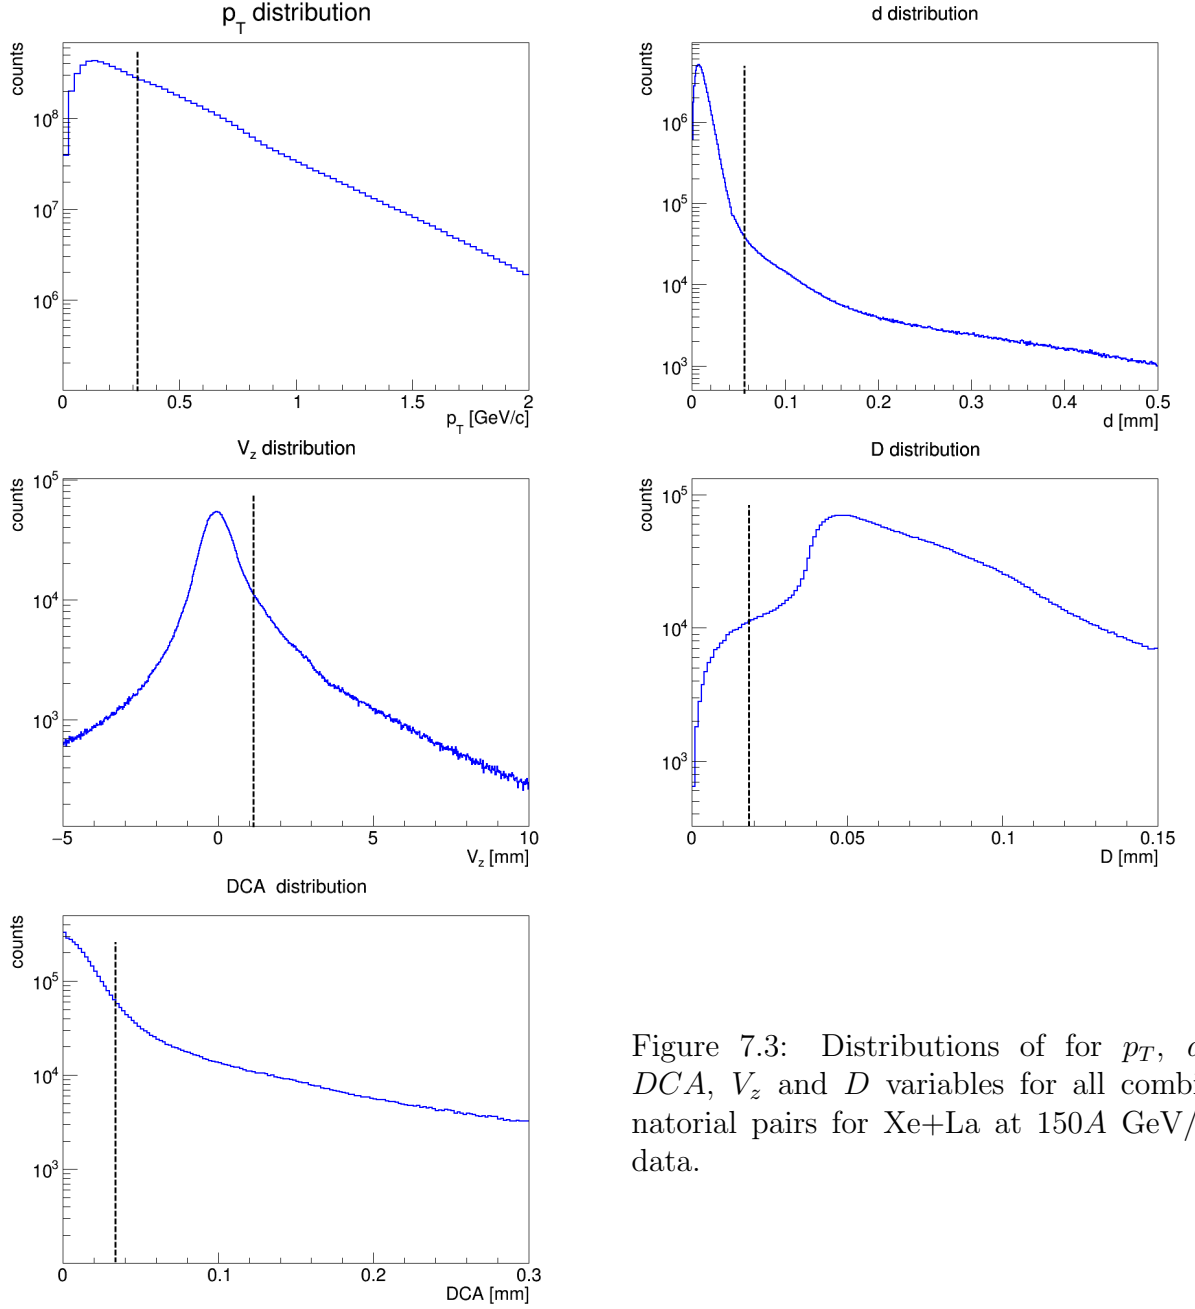 p_T distribution
counts
10^8
10^7
10^6
0 0.5 1 1.5 2
p_T [GeV/c]
d distribution
counts
10^6
10^5
10^4
10^3
0 0.1 0.2 0.3 0.4 0.5
d [mm]
V_z distribution
counts
10^5
10^4
10^3
−5 0 5 10
V_z [mm]
D distribution
counts
10^5
10^4
10^3
0 0.05 0.1 0.15
D [mm]
DCA distribution
counts
10^5
10^4
10^3
0 0.1 0.2 0.3
DCA [mm]
Figure 7.3: Distributions of for p_T,
DCA, V_z and D variables for all combi
natorial pairs for Xe+La at 150A GeV/
data.